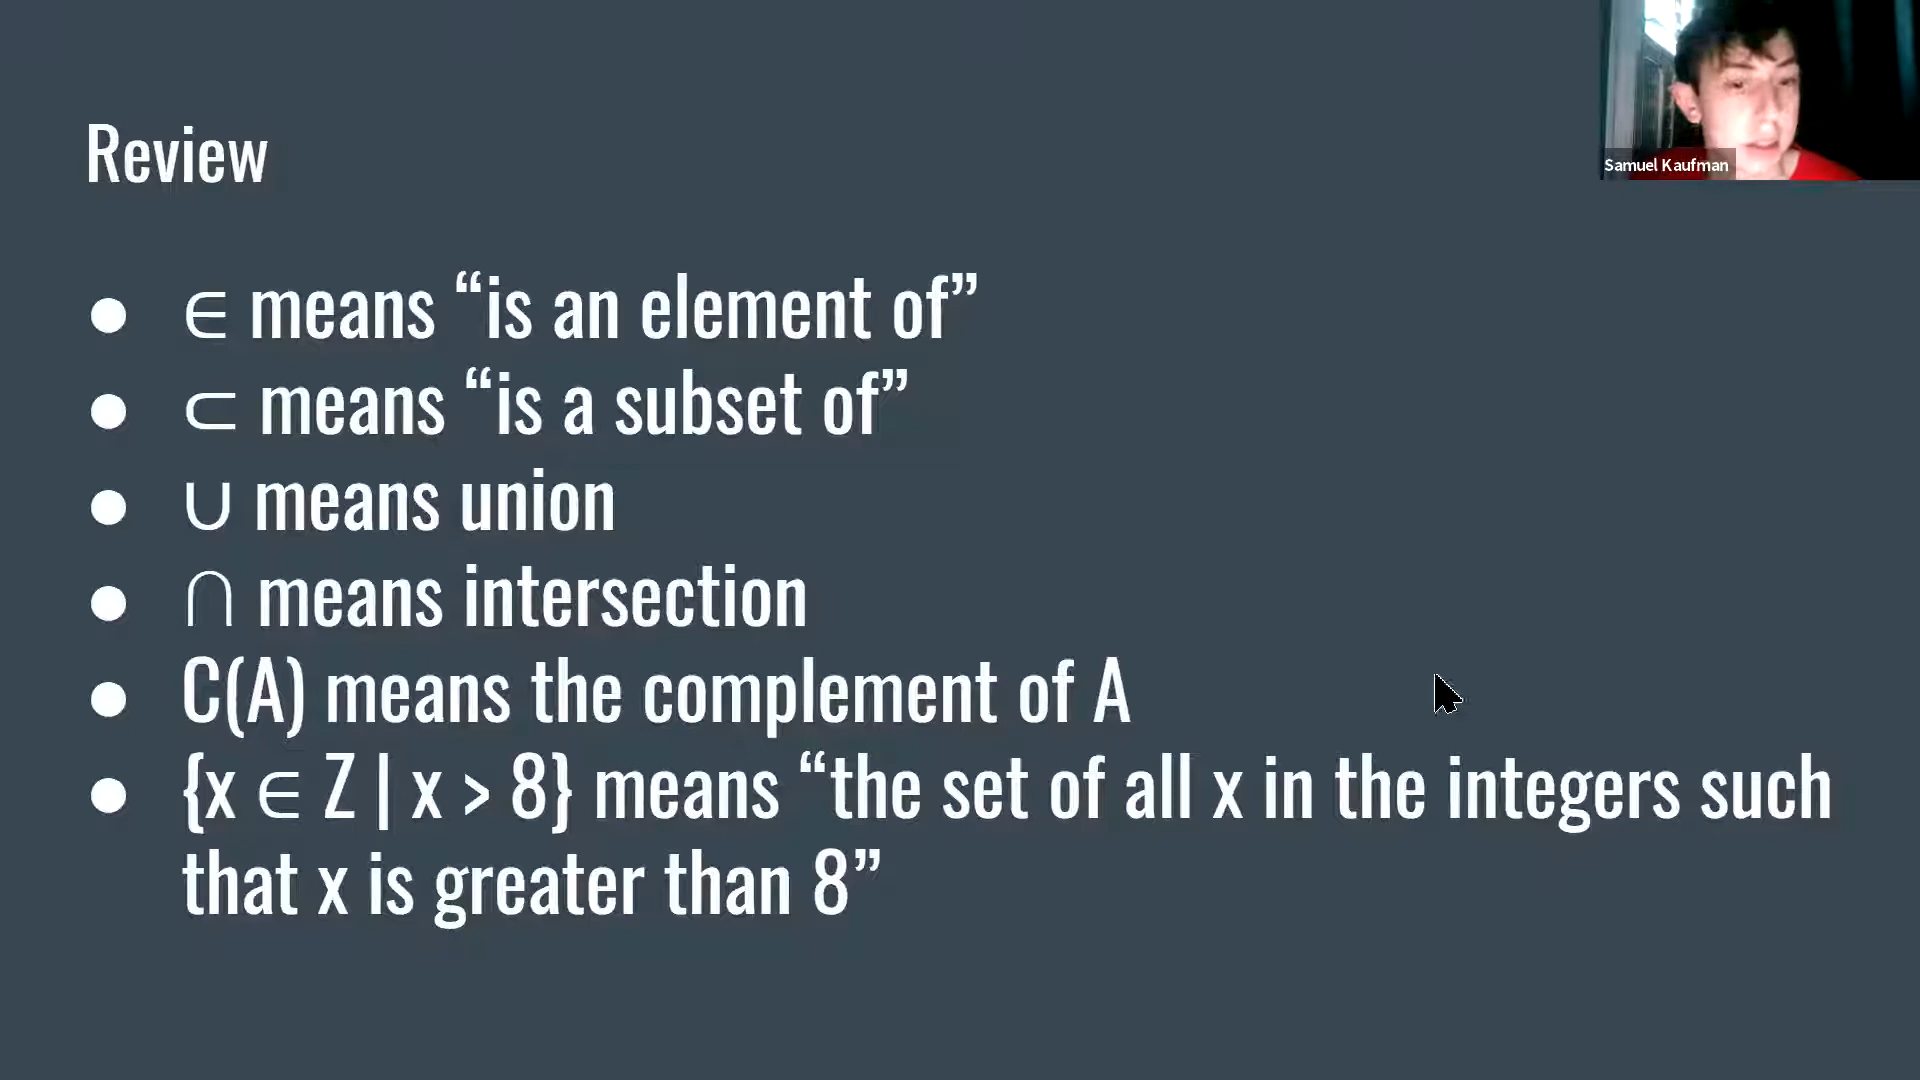 Samuel Kaufman
Review
● ∈ means “is an element of”
● ⊂ means “is a subset of”
● ∪ means union
● ∩ means intersection
● C(A) means the complement of A
● {x ∈ Z | x > 8} means “the set of all x in the integers such
that x is greater than 8”